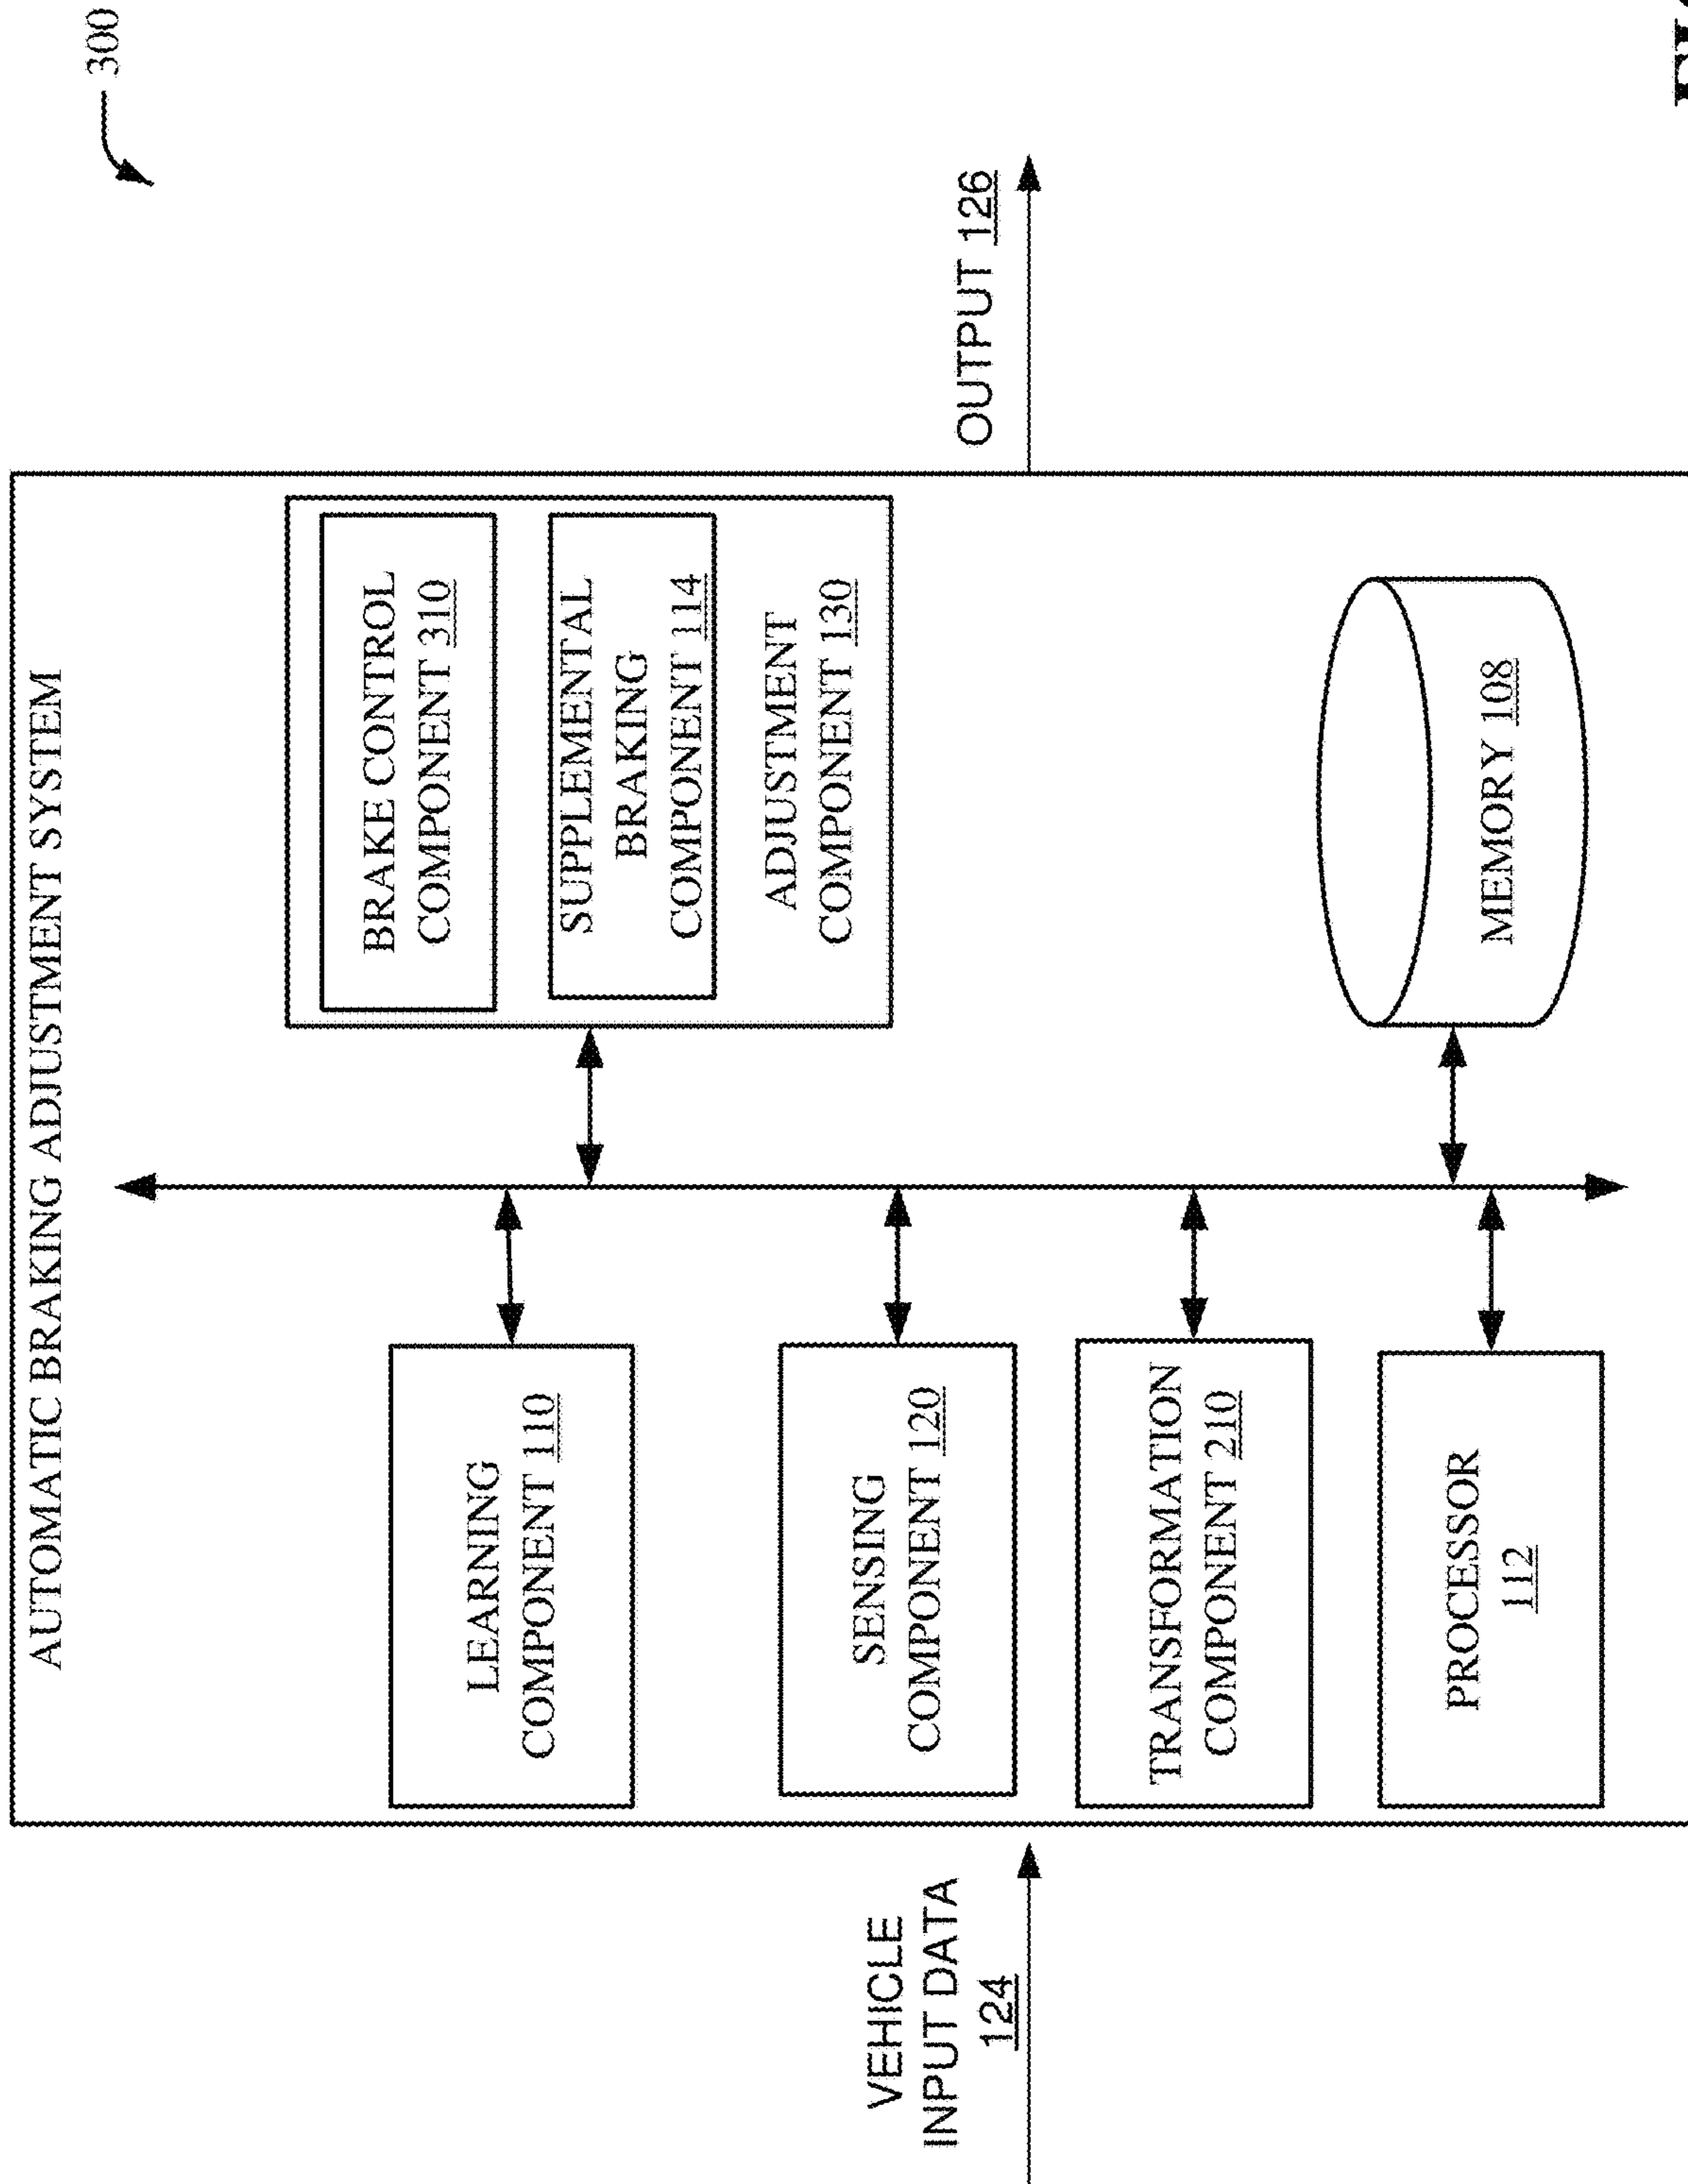 300
AUTOMATIC BRAKING ADJUSTMENT SYSTEM
LEARNING
COMPONENT 110
BRAKE CONTROL
COMPONENT 310
SUPPLEMENTAL
BRAKING
COMPONENT 114
ADJUSTMENT
COMPONENT 130
VEHICLE
INPUT DATA
124
SENSING
COMPONENT 120
OUTPUT 126
TRANSFORMATION
COMPONENT 210
PROCESSOR
112
MEMORY 108